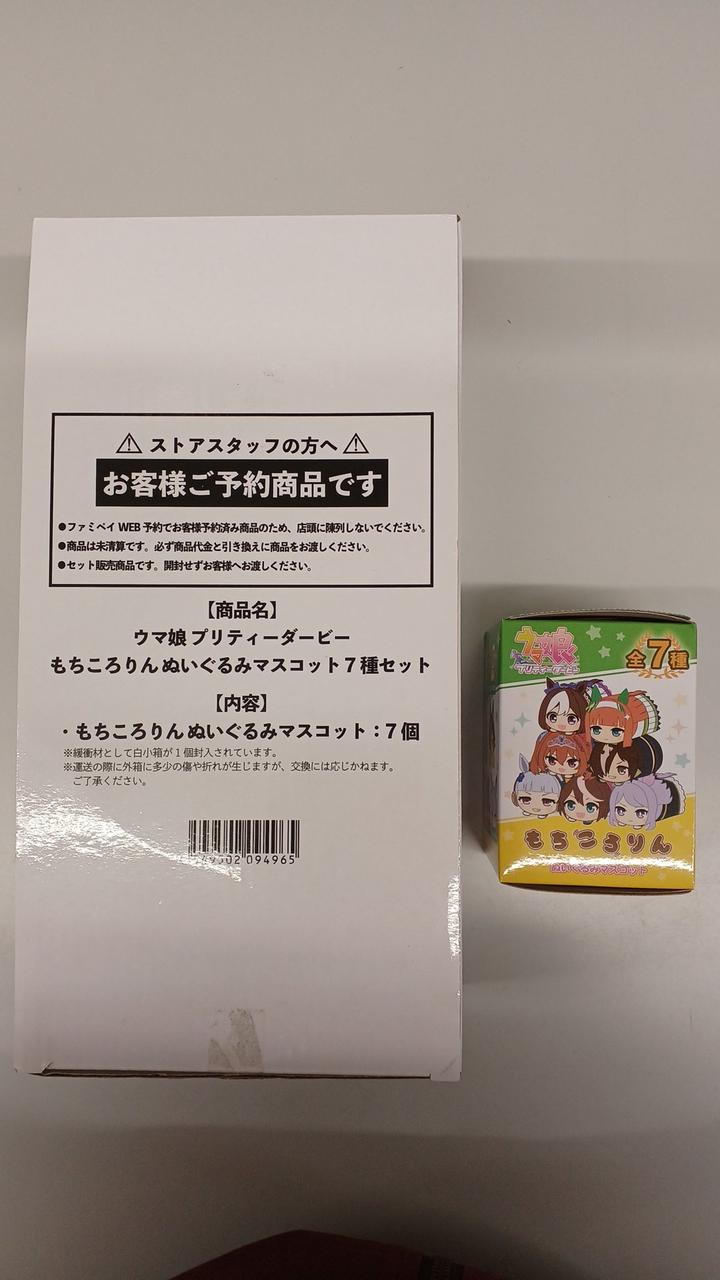 ストアスタッフの方へ
お客様ご予約商品です
●ファミペイWEB予約でお客様予約済み商品のため、店頭に陳列しないでください。
●商品は未清算です。必ず商品代金と引き換えに商品をお渡しください。
●セット販売商品です。開封せずお客様へお渡しください。
【商品名】
ウマ娘 プリティーダービー
もちころりん ぬいぐるみマスコット7種セット
【内容】
・もちころりん ぬいぐるみマスコット：7個
※緩衝材として白小箱が1個封入されています。
※運送の際に外箱に多少の傷や折れが生じますが、交換には応じかねます。
ご了承ください。
094965
ウマ娘
プリティーダービー
全7種
もちころりん
ぬいぐるみマスコット